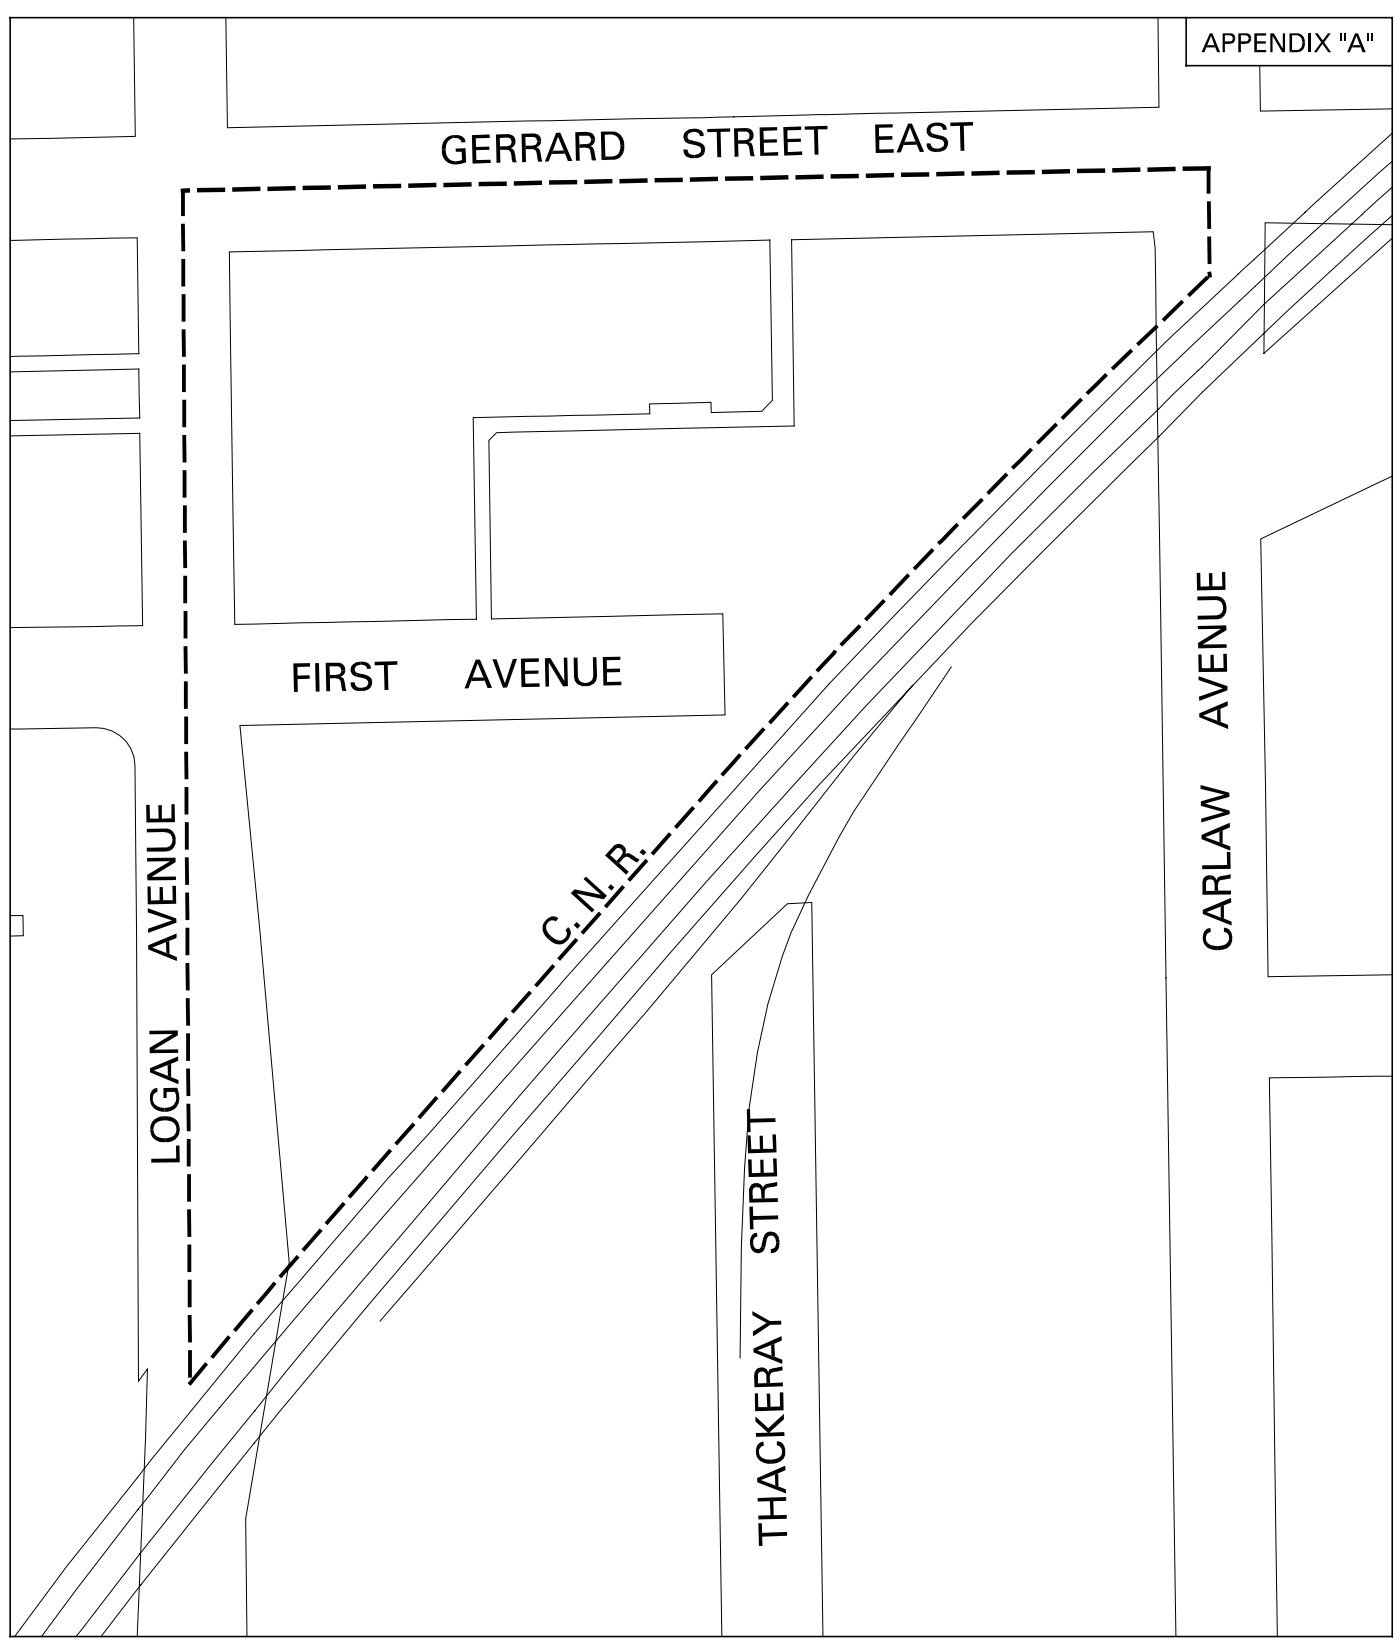 APPENDIX "A"
GERRARD STREET EAST
FIRST AVENUE
LOGAN AVENUE
C. N. R.
CARLAW AVENUE
THACKERAY STREET